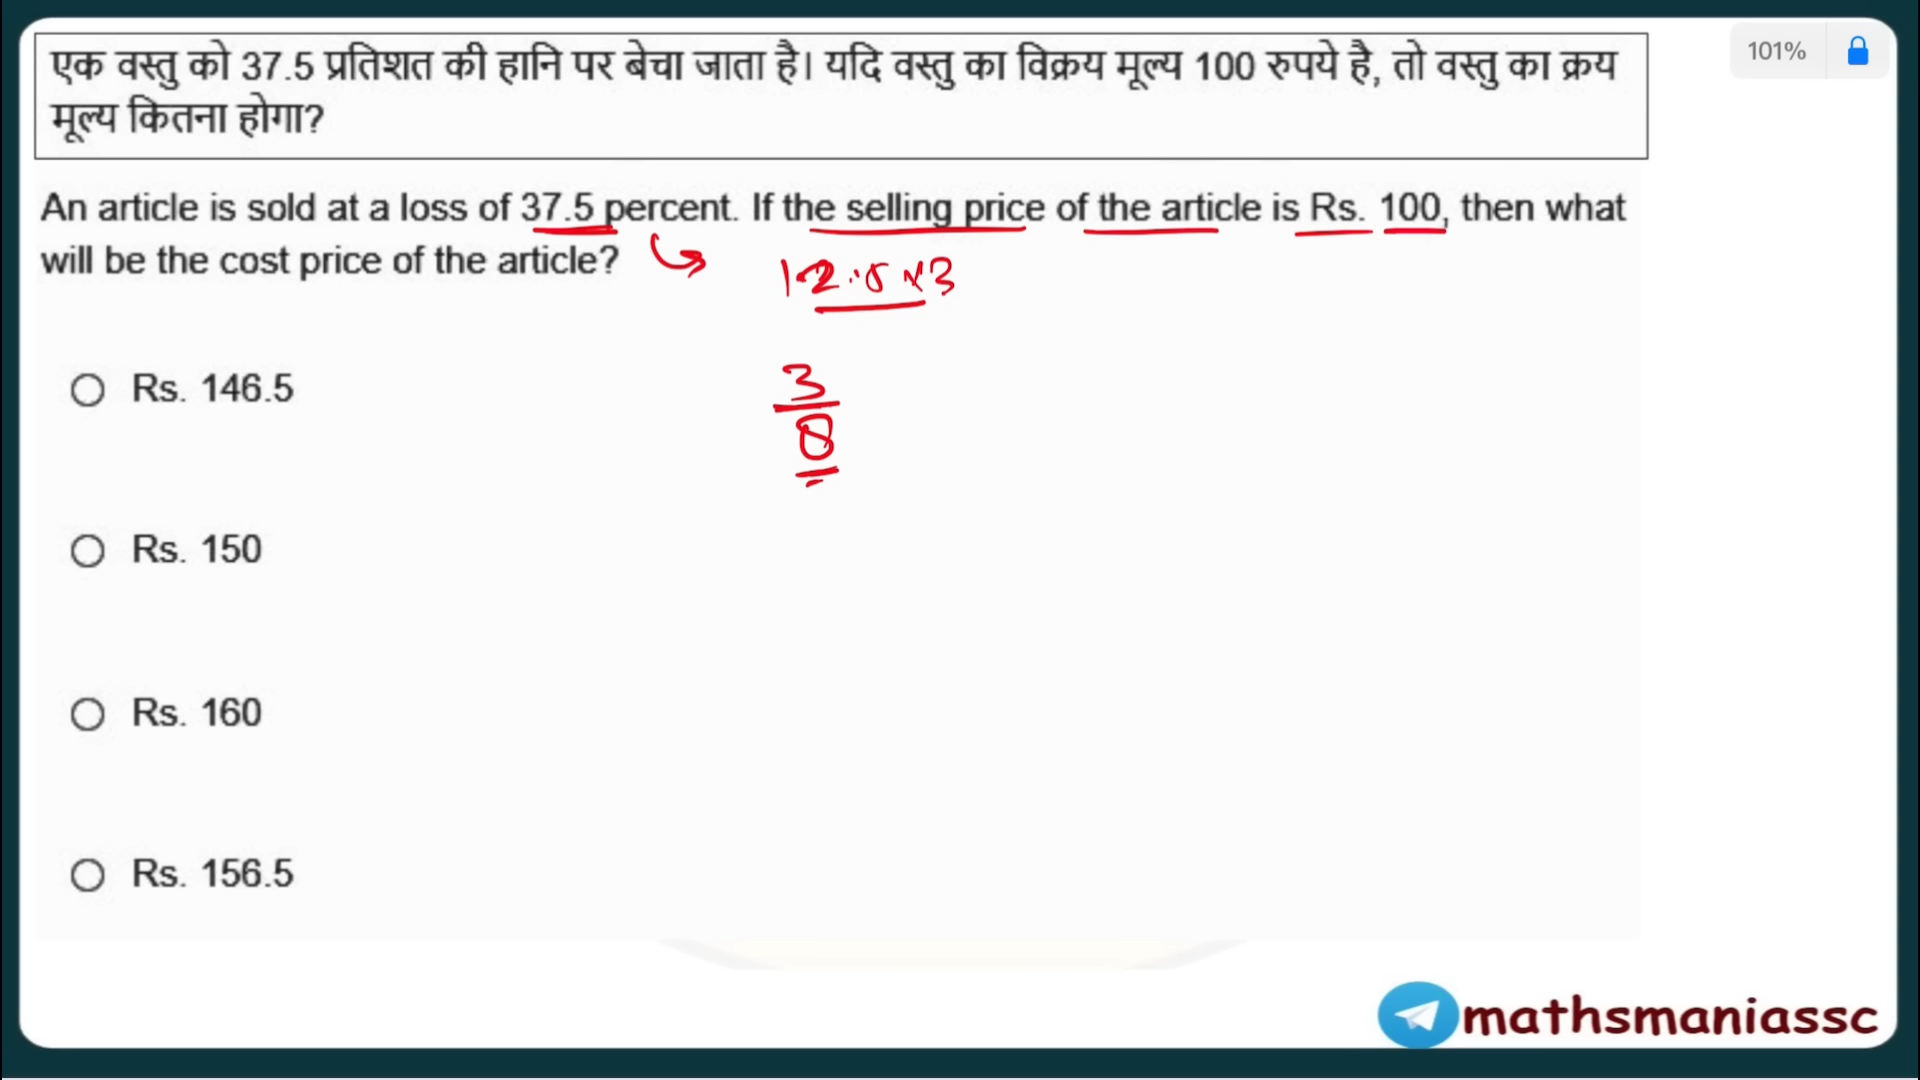 एक वस्तु को 37.5 प्रतिशत की हानि पर बेचा जाता है। यदि वस्तु का विक्रय मूल्य 100 रुपये है, तो वस्तु का क्रय
मूल्य कितना होगा?
101%
An article is sold at a loss of 37.5 percent. If the selling price of the article is Rs. 100, then what
will be the cost price of the article?
12.5×3
3
8
Rs. 146.5
Rs. 150
Rs. 160
Rs. 156.5
mathsmaniassc